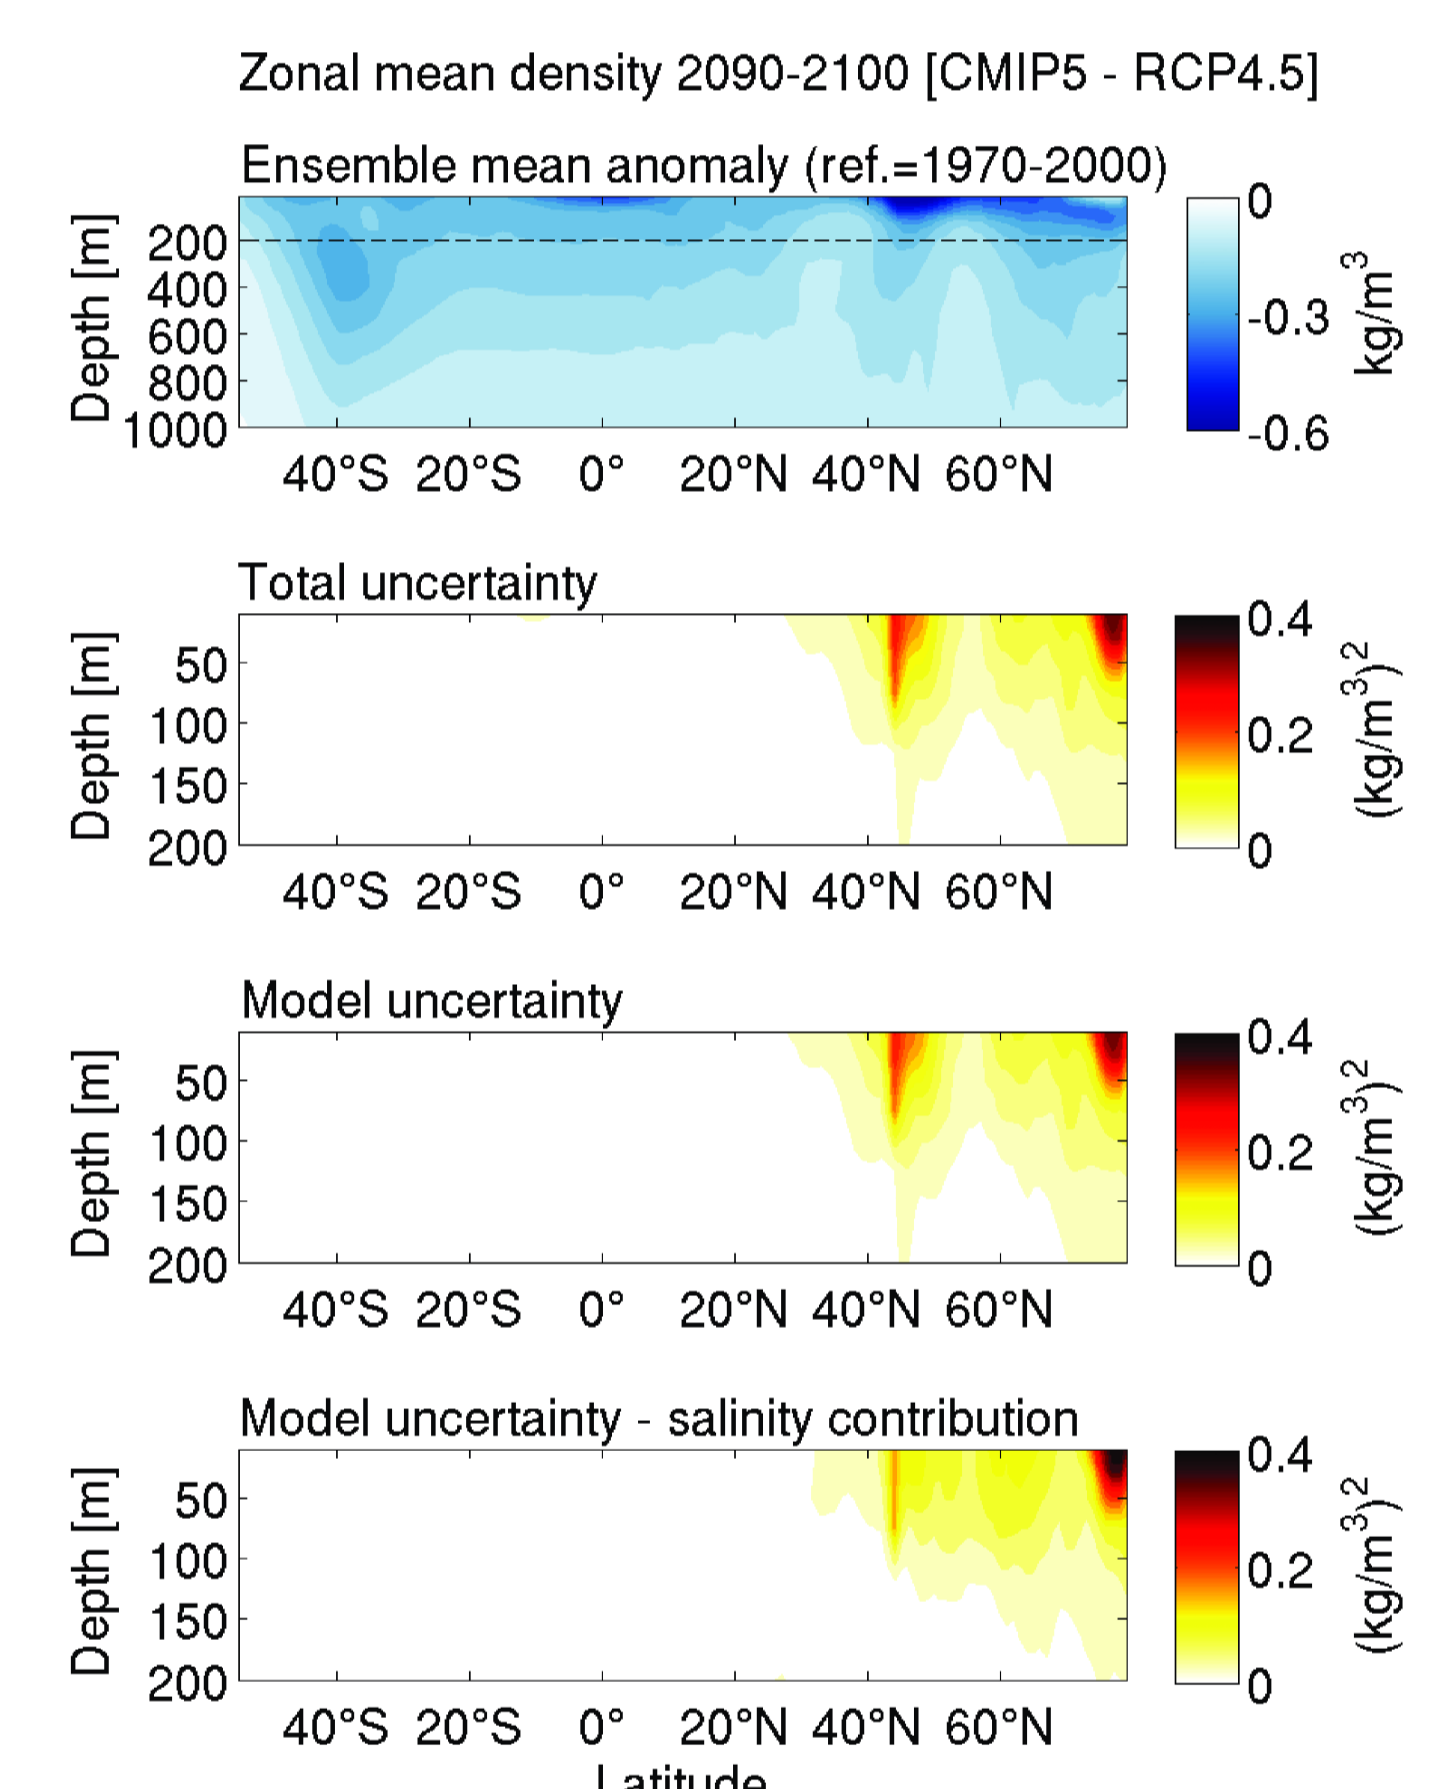 Zonal mean density 2090-2100 [CMIP5 - RCP4.5]
Ensemble mean anomaly (ref.=1970-2000)
Depth [m]
200
400
600
800
1000
40°S 20°S 0° 20°N 40°N 60°N
0
-0.3
-0.6
kg/m³
Total uncertainty
Depth [m]
50
100
150
200
40°S 20°S 0° 20°N 40°N 60°N
0.4
0.2
0
(kg/m³)²
Model uncertainty
Depth [m]
50
100
150
200
40°S 20°S 0° 20°N 40°N 60°N
0.4
0.2
0
(kg/m³)²
Model uncertainty - salinity contribution
Depth [m]
50
100
150
200
40°S 20°S 0° 20°N 40°N 60°N
0.4
0.2
0
(kg/m³)²
Latitude